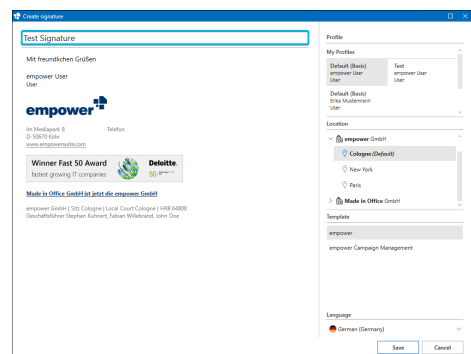 Create signature
Test Signature
Mit freundlichen Grüßen
empower User
User
empower
Im Mediapark 8 Telefon
D-50670 Köln
www.empowersuite.com
Winner Fast 50 Award
fastest growing IT companies
Deloitte.
50
Made in Office GmbH ist jetzt die empower GmbH
empower GmbH | Sitz Cologne | Local Court Cologne | HRB 64808
Geschäftsführer Stephan Kuhnert, Fabian Willebrand, John Doe
Profile
My Profiles
Default (Basis)
empower User
User
Test
empower User
User
Default (Basis)
Erika Mustermann
User
Location
empower GmbH
Cologne (Default)
New York
Paris
Made in Office GmbH
Template
empower
empower Campaign Management
Language
German (Germany)
Save Cancel